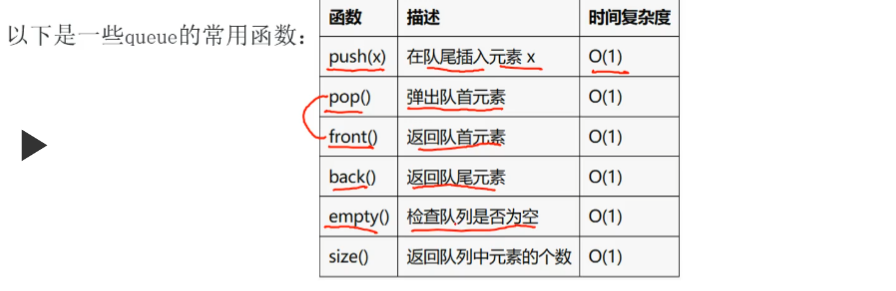 以下是一些queue的常用函数：
函数 描述 时间复杂度
push(x) 在队尾插入元素 x O(1)
pop() 弹出队首元素 O(1)
front() 返回队首元素 O(1)
back() 返回队尾元素 O(1)
empty() 检查队列是否为空 O(1)
size() 返回队列中元素的个数 O(1)